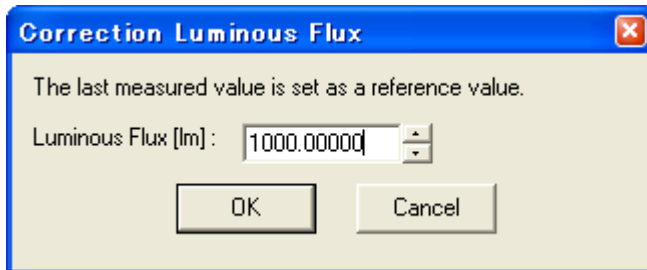 Correction Luminous Flux
The last measured value is set as a reference value.
Luminous Flux [lm] : 1000.00000
OK Cancel